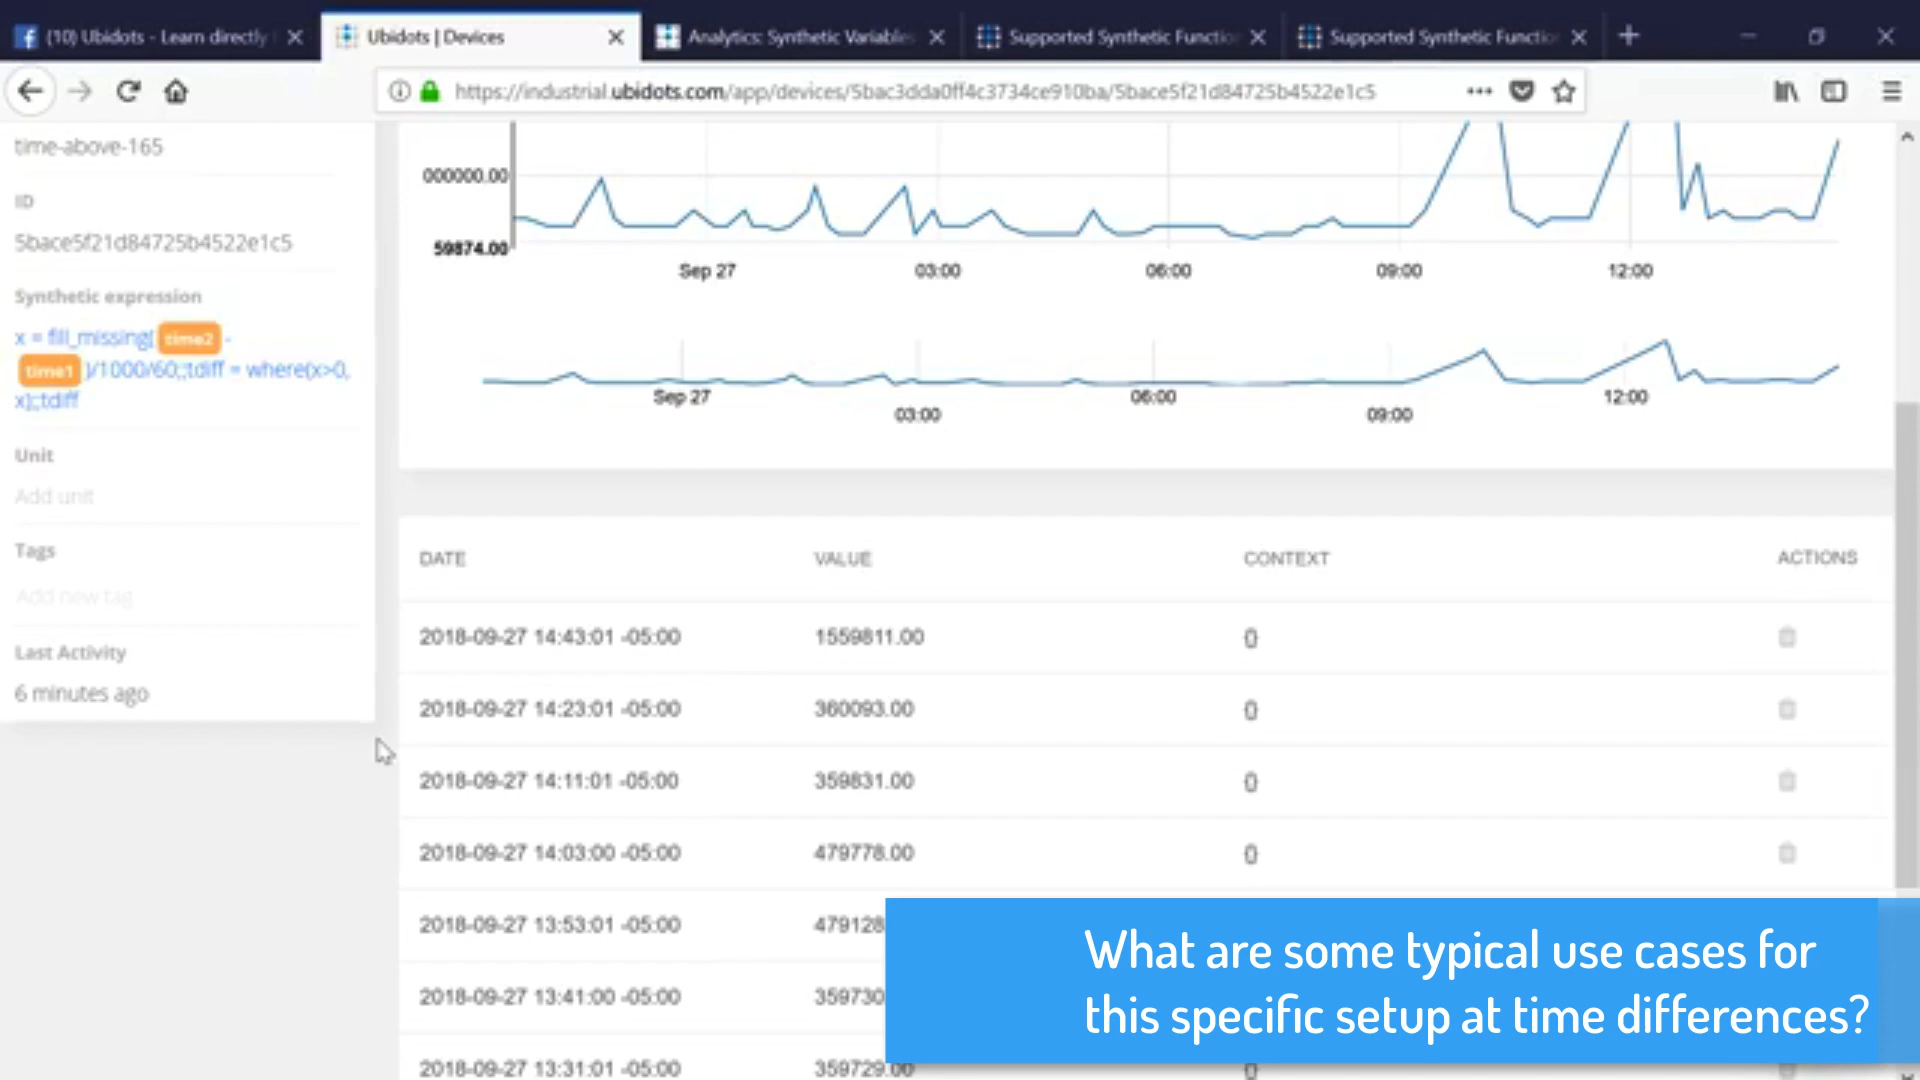 (10) Ubidots - Learn directly
Ubidots | Devices
Analytics: Synthetic Variables
Supported Synthetic Functio
Supported Synthetic Functio
https://industrial.ubidots.com/app/devices/5bac3dda0ff4c3734ce910ba/5bace5f21d84725b4522e1c5
time-above-165
ID
5bace5f21d84725b4522e1c5
Synthetic expression
x = fill_missing( time2 -
time1 )/1000/60;;tdiff = where(x>0,
x);;tdiff
Unit
Add unit
Tags
Add new tag
Last Activity
6 minutes ago
000000.00
59874.00
Sep 27 03:00 06:00 09:00 12:00
Sep 27 03:00 06:00 09:00 12:00
DATE VALUE CONTEXT ACTIONS
2018-09-27 14:43:01 -05:00 1559811.00 {}
2018-09-27 14:23:01 -05:00 360093.00 {}
2018-09-27 14:11:01 -05:00 359831.00 {}
2018-09-27 14:03:00 -05:00 479778.00 {}
2018-09-27 13:53:01 -05:00 479128
2018-09-27 13:41:00 -05:00 359730
2018-09-27 13:31:01 -05:00 359729.00 {}
What are some typical use cases for
this specific setup at time differences?